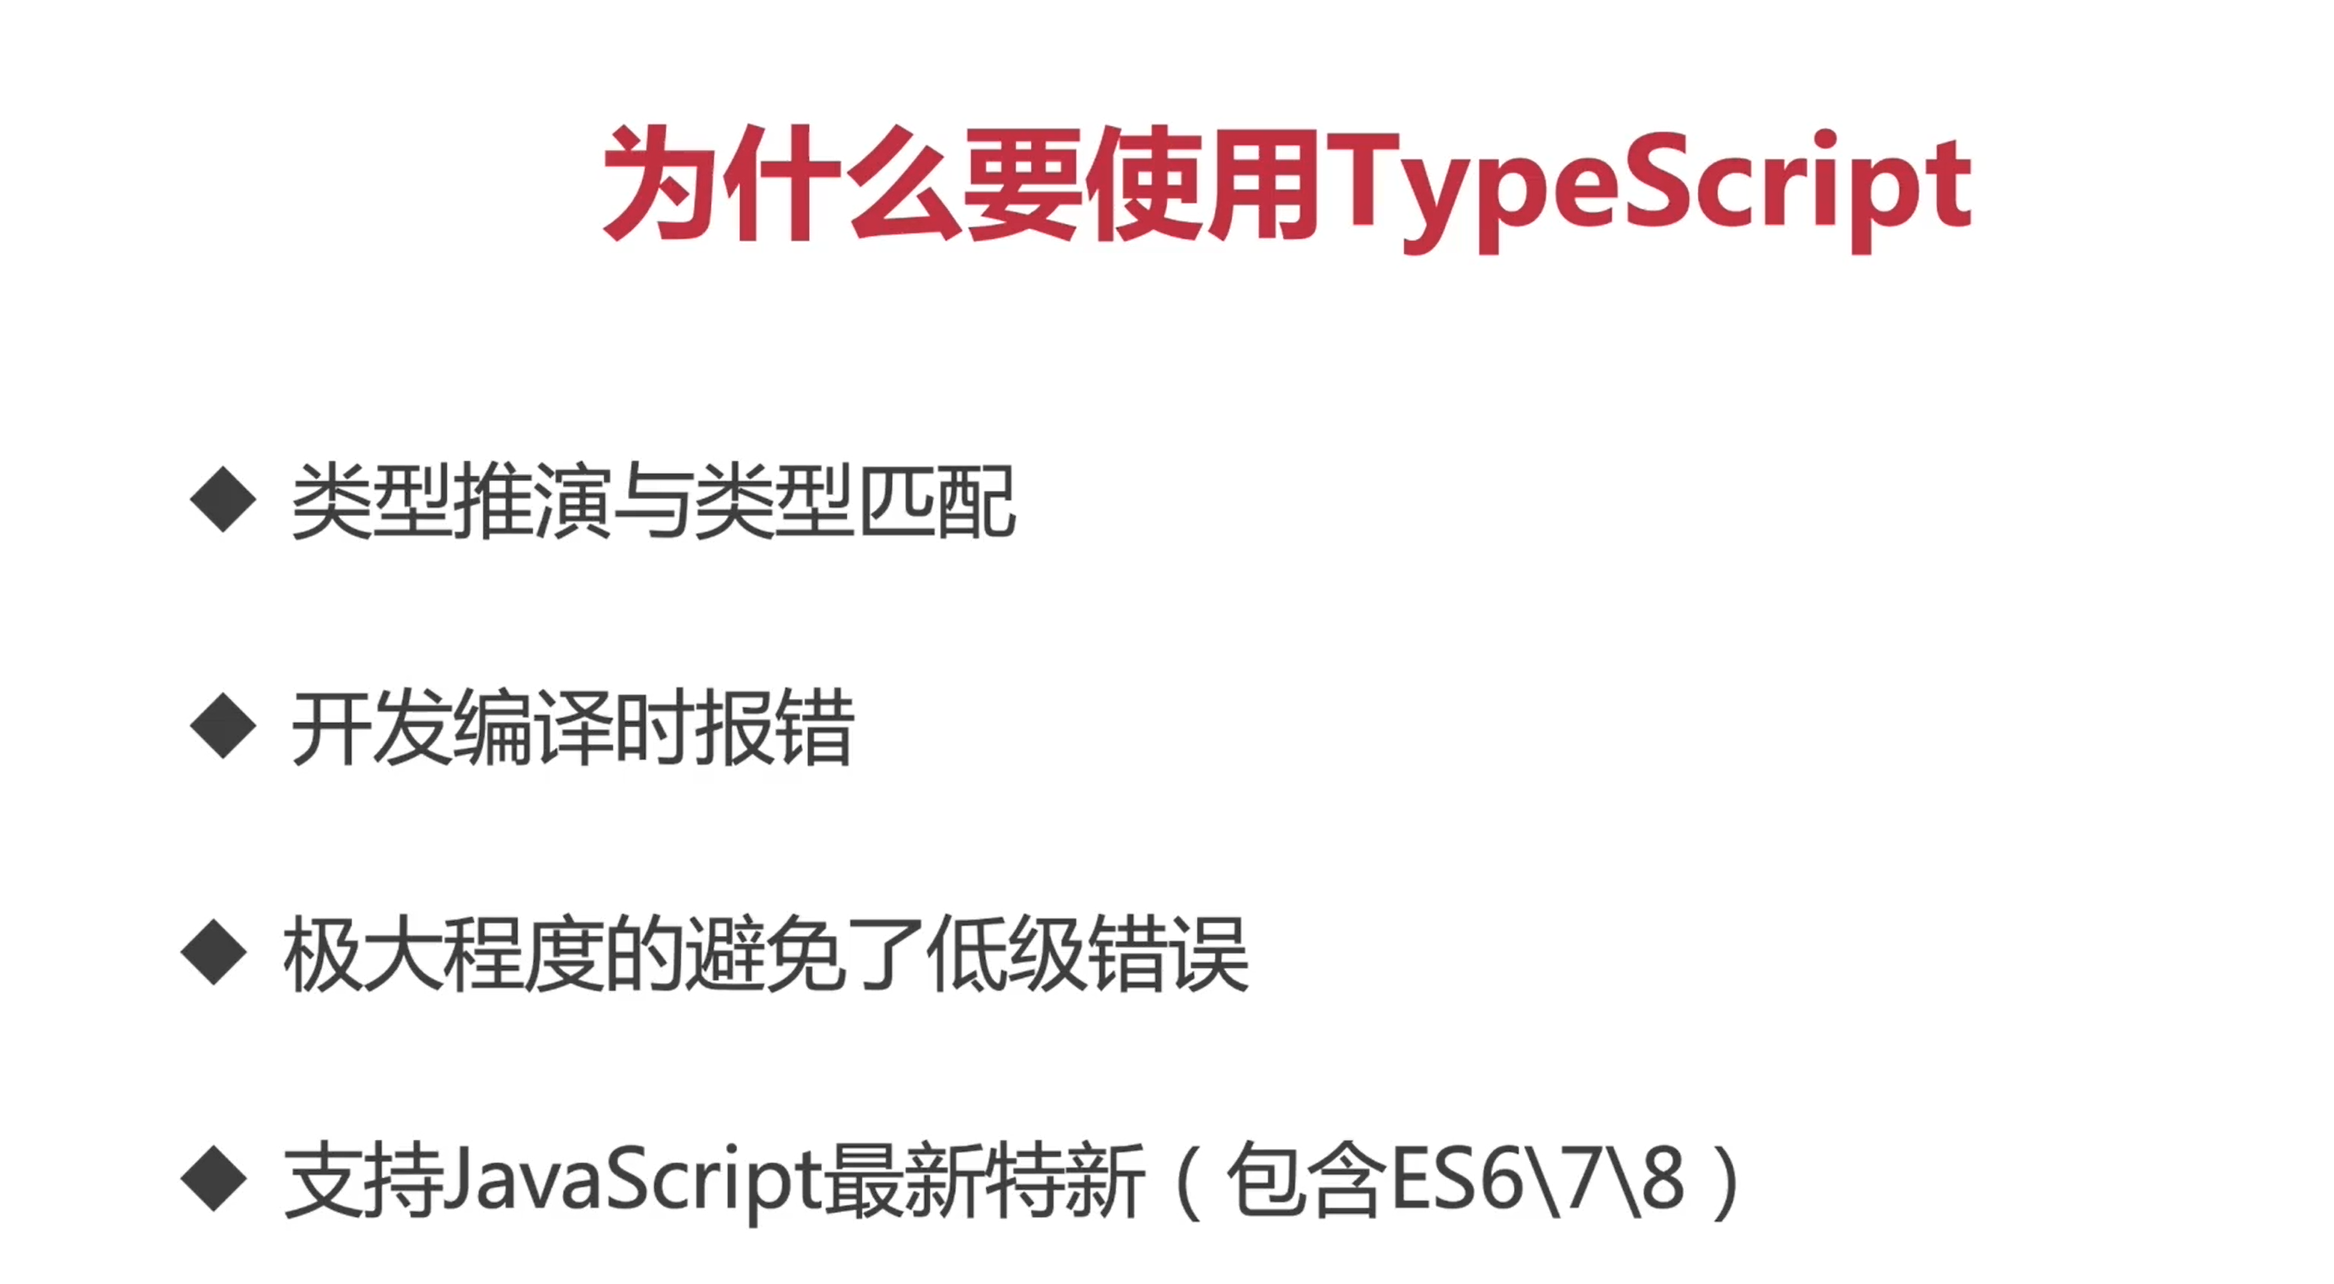 为什么要使用TypeScript
◆ 类型推演与类型匹配
◆ 开发编译时报错
◆ 极大程度的避免了低级错误
◆ 支持JavaScript最新特新（包含ES6\7\8）